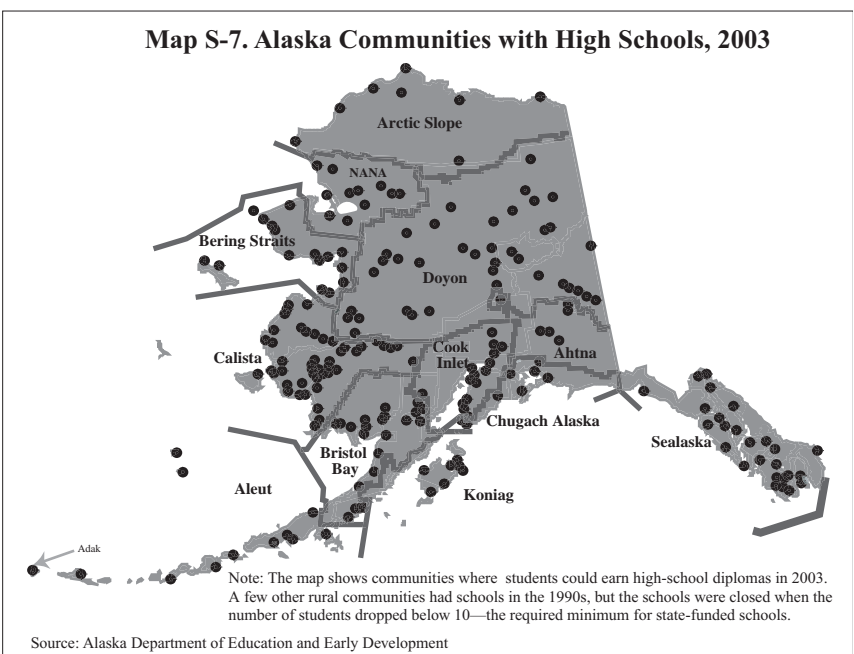 Map S-7. Alaska Communities with High Schools, 2003
Arctic Slope
NANA
Bering Straits
Doyon
Calista
Cook
Inlet
Ahtna
Chugach Alaska
Sealaska
Bristol
Bay
Aleut
Koniag
Adak
Note: The map shows communities where students could earn high-school diplomas in 2003.
A few other rural communities had schools in the 1990s, but the schools were closed when the
number of students dropped below 10—the required minimum for state-funded schools.
Source: Alaska Department of Education and Early Development